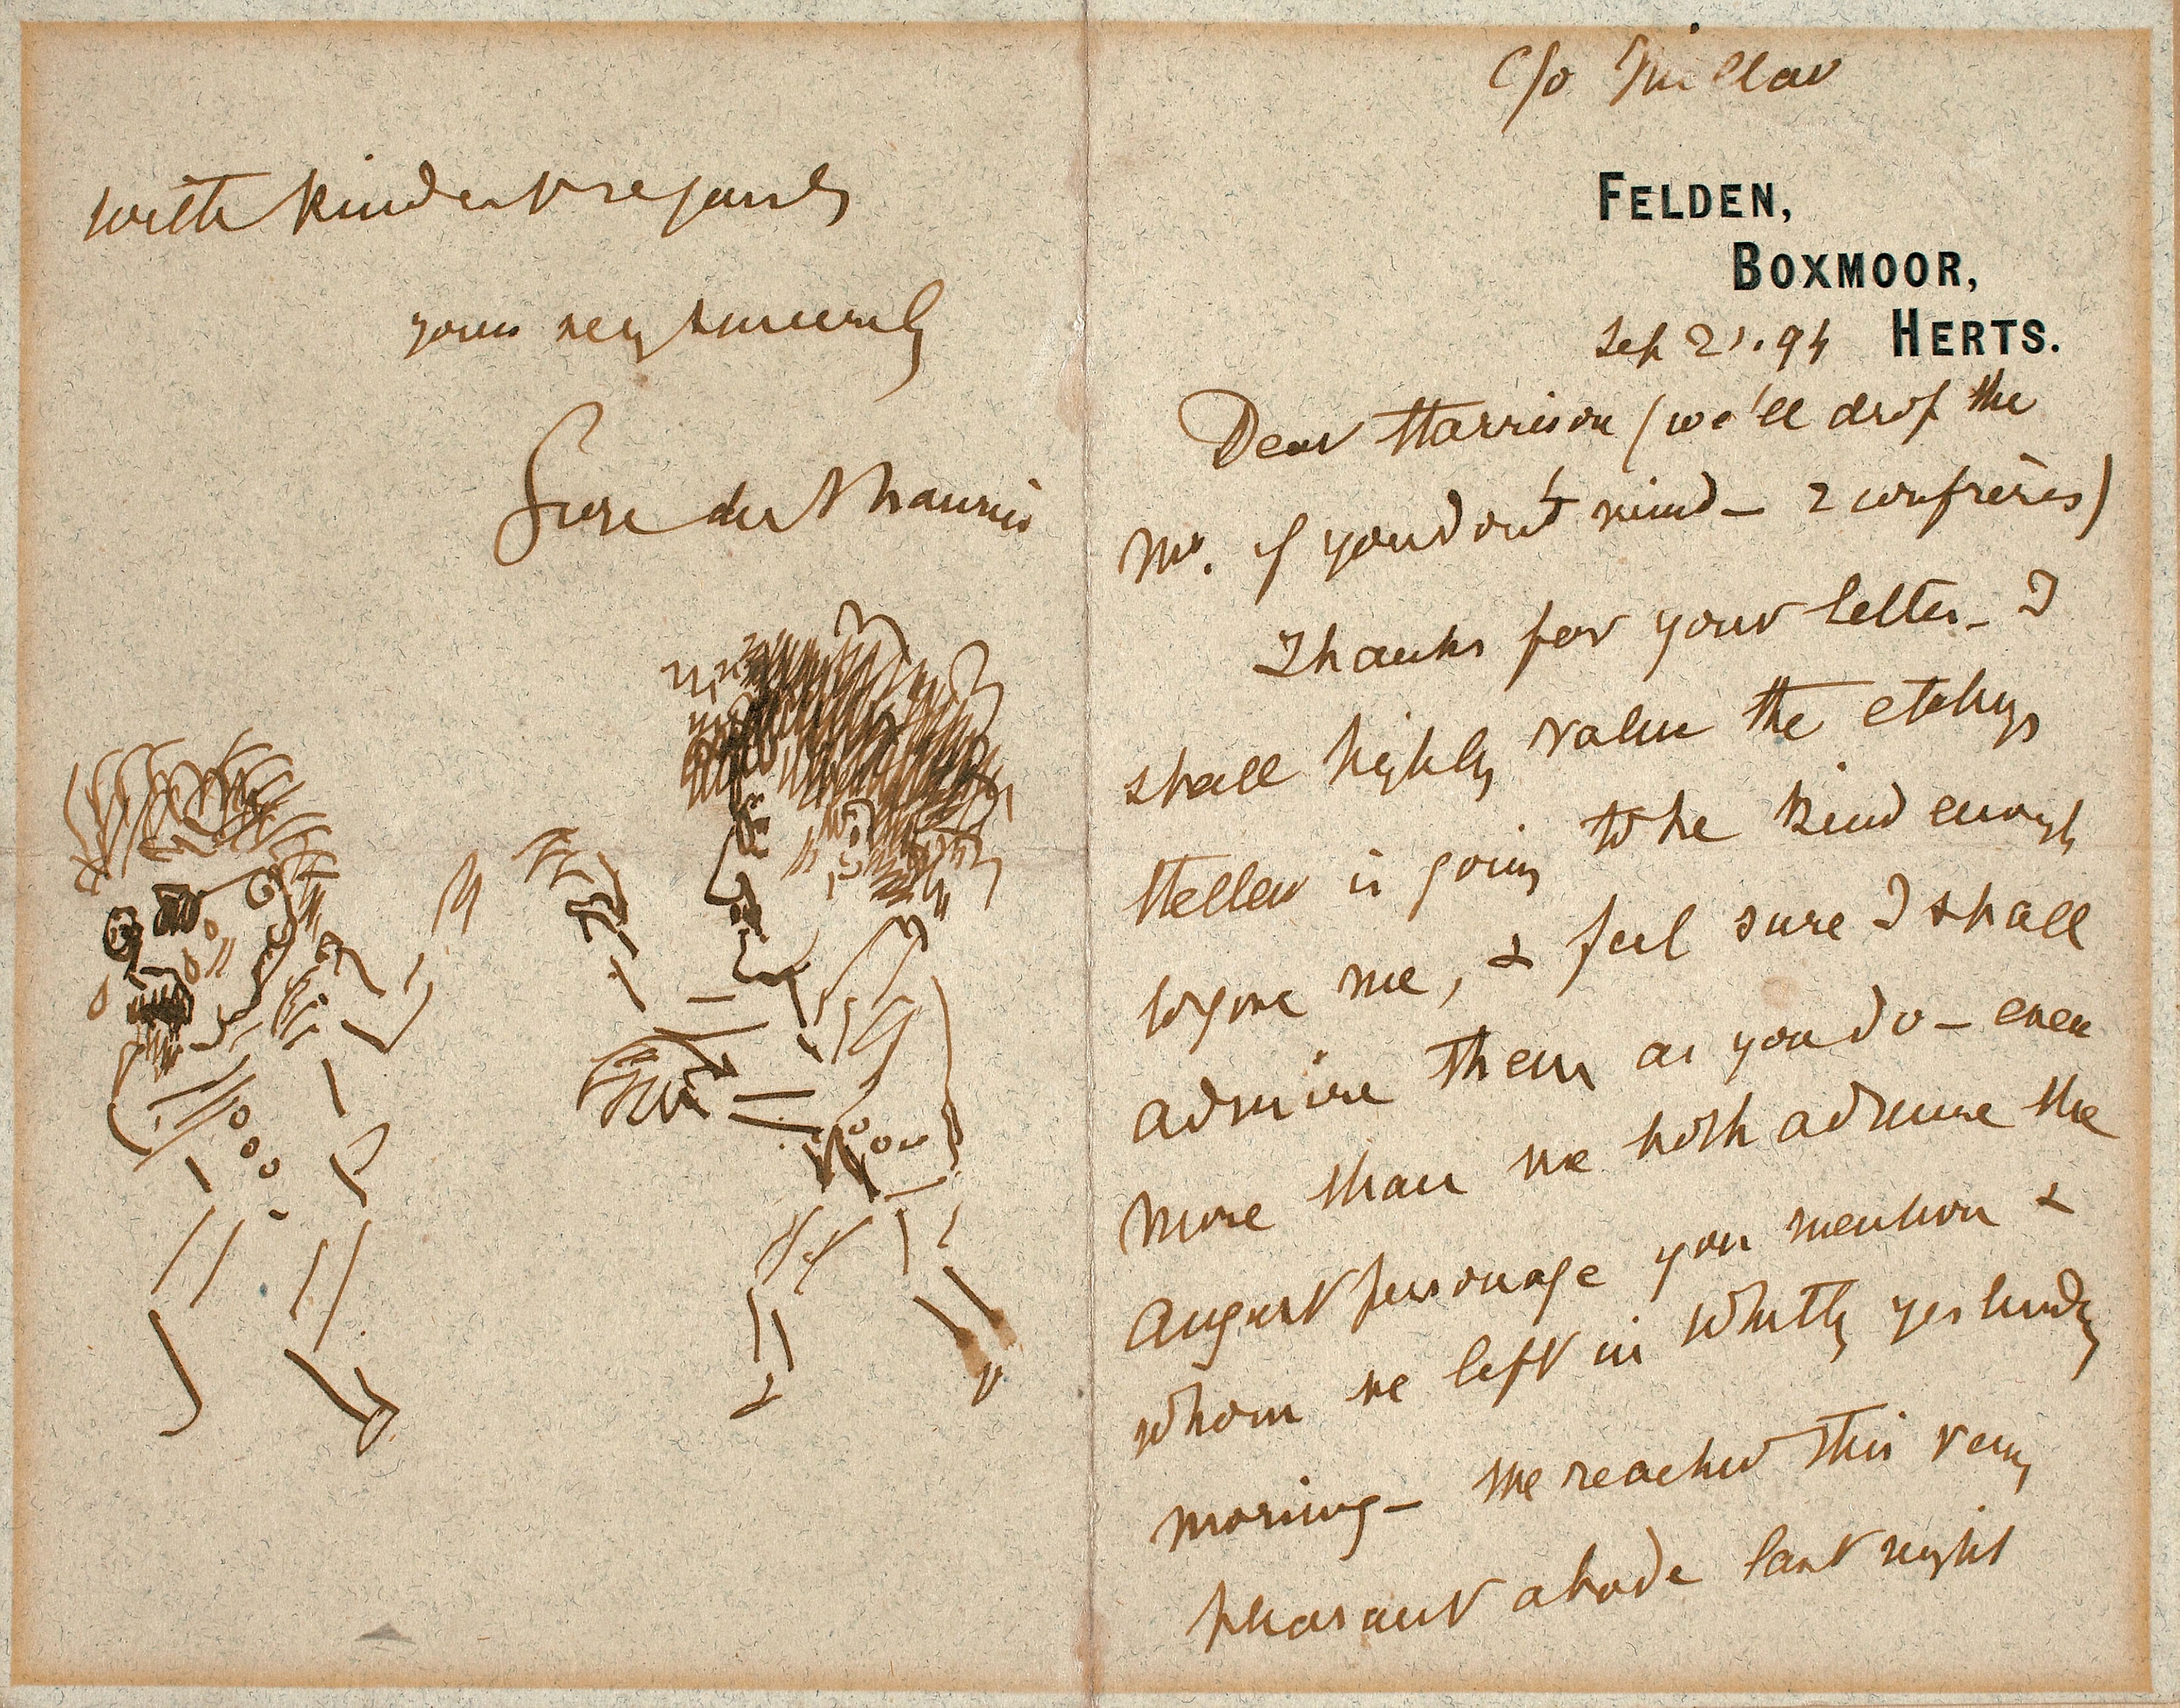 c/o Millar
FELDEN,
BOXMOOR,
HERTS.
Sep 21. 94
Dear Harrison (we'll drop the
Mr. if you don't mind – 2 confrères)
Thanks for your letter – I
shall highly value the etchings
Hellew is going to be kind enough
to give me, & feel sure I shall
admire them as you do – even
more than we both admire the
august personage you mention &
whom we left in Whitby yesterday
morning – We reached this very
pleasant abode last night
with kindest regards
yours very sincerely
du Maurier